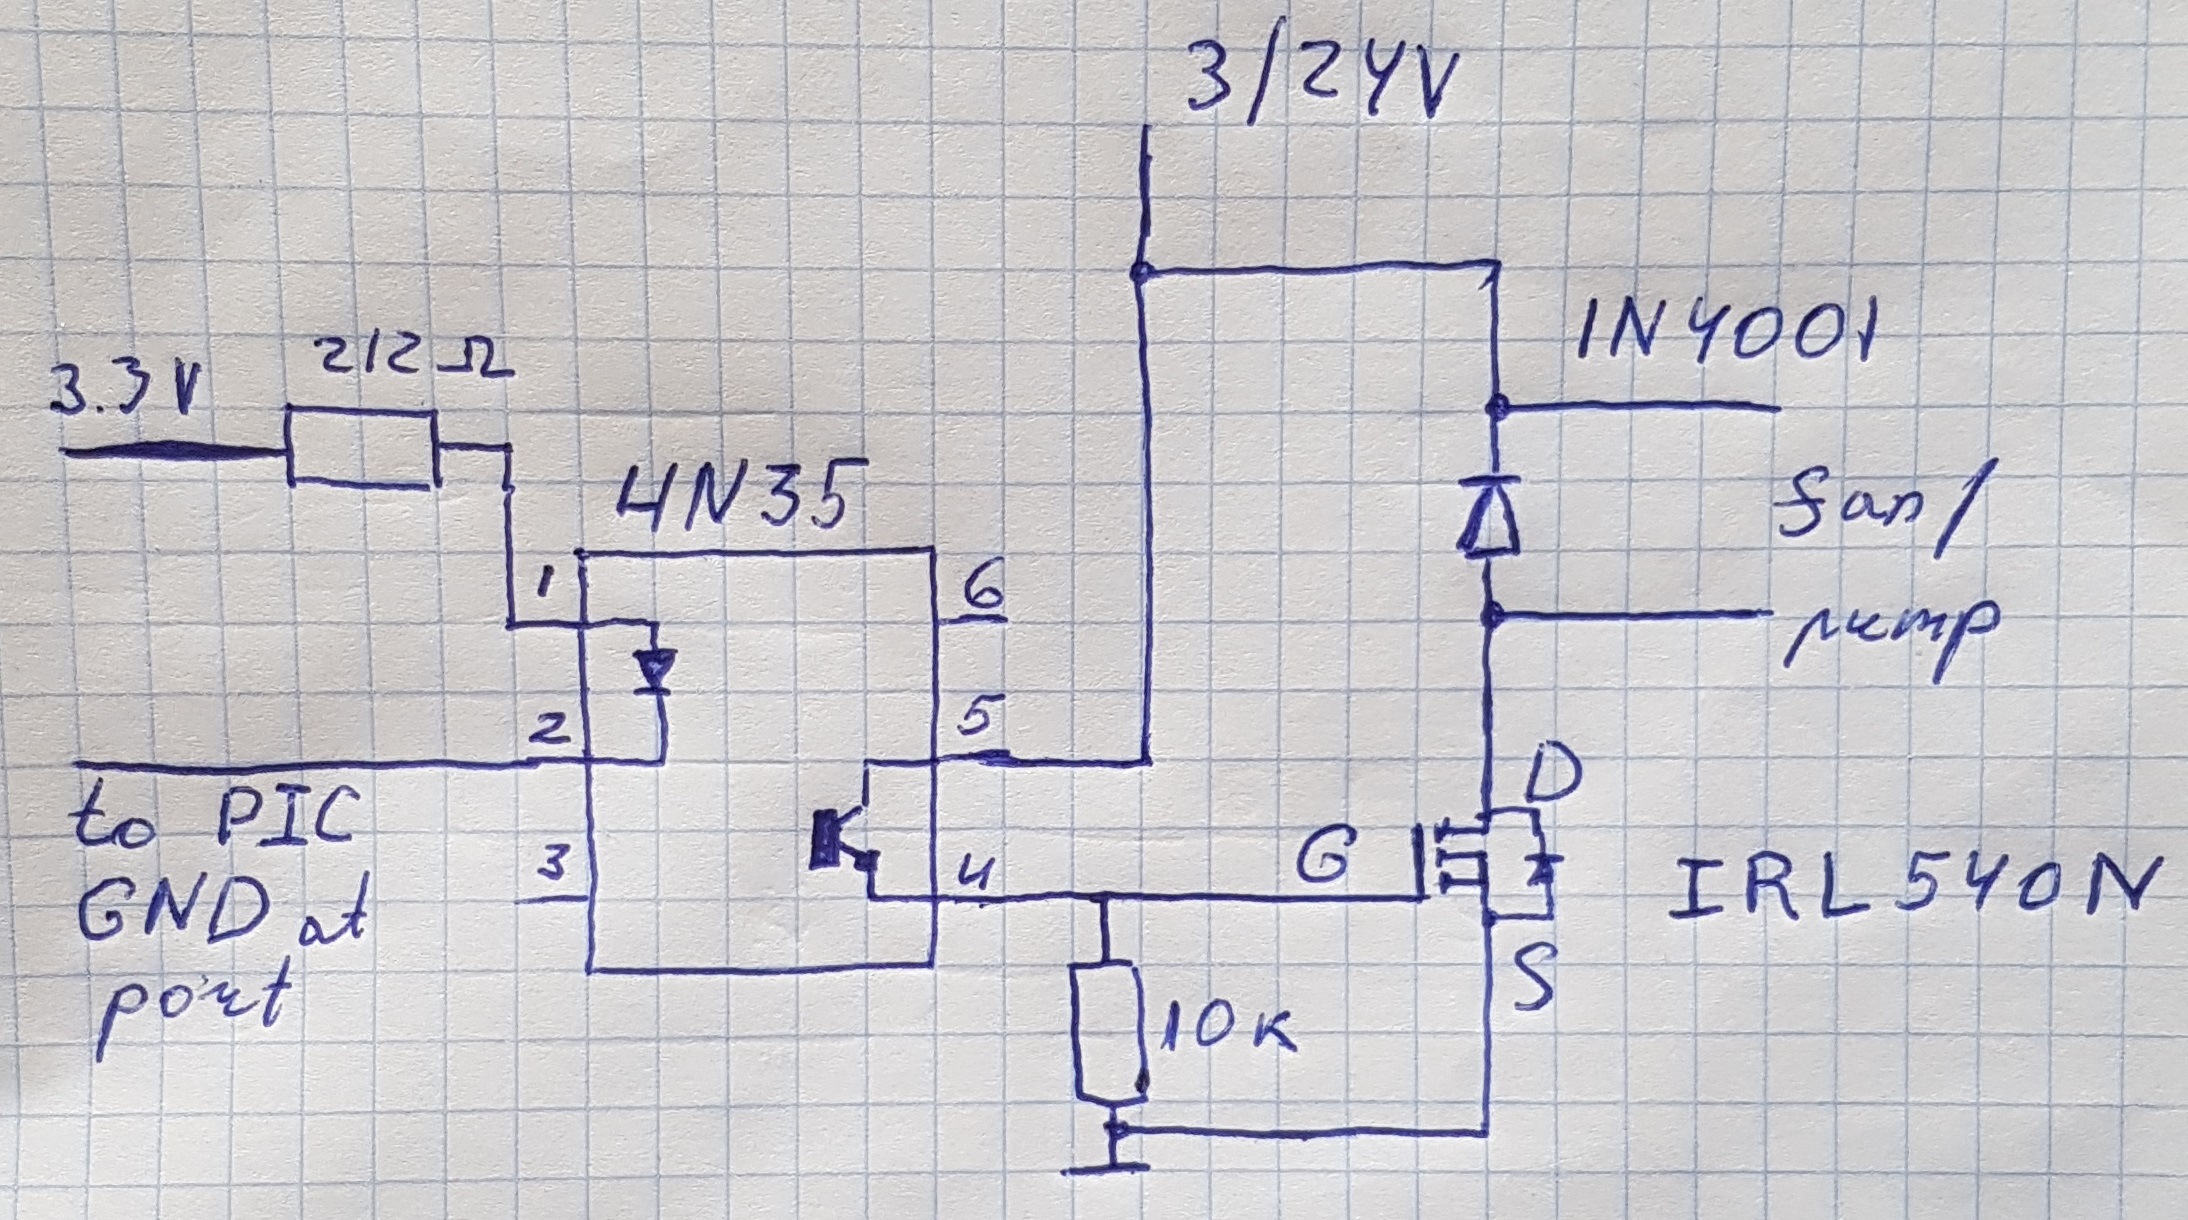 3/24V
1N4001
212 Ω
3.3V
4N35
fan/
pump
1
6
2
5
to PIC
GND at
port
3
4
G
D
S
IRL540N
10K